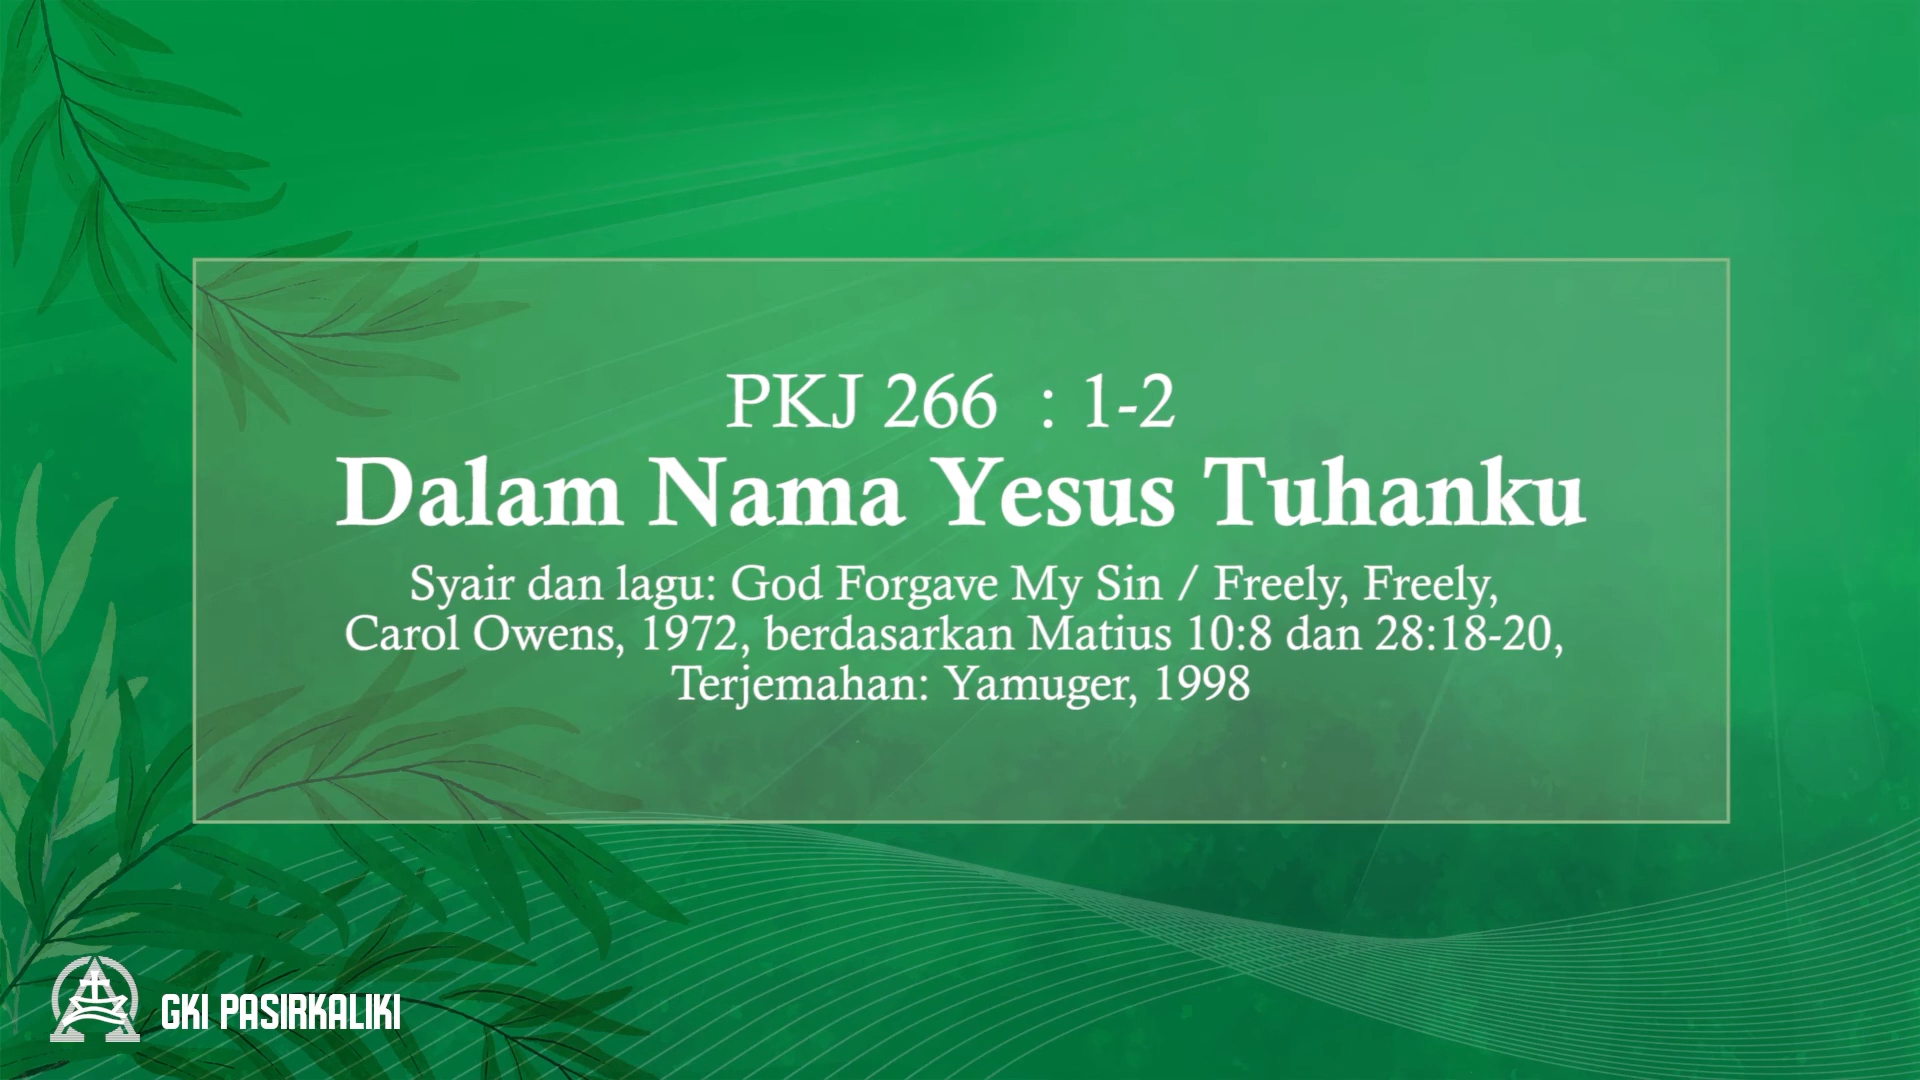 PKJ 266 : 1-2
Dalam Nama Yesus Tuhanku
Syair dan lagu: God Forgave My Sin / Freely, Freely,
Carol Owens, 1972, berdasarkan Matius 10:8 dan 28:18-20,
Terjemahan: Yamuger, 1998
GKI PASIRKALIKI